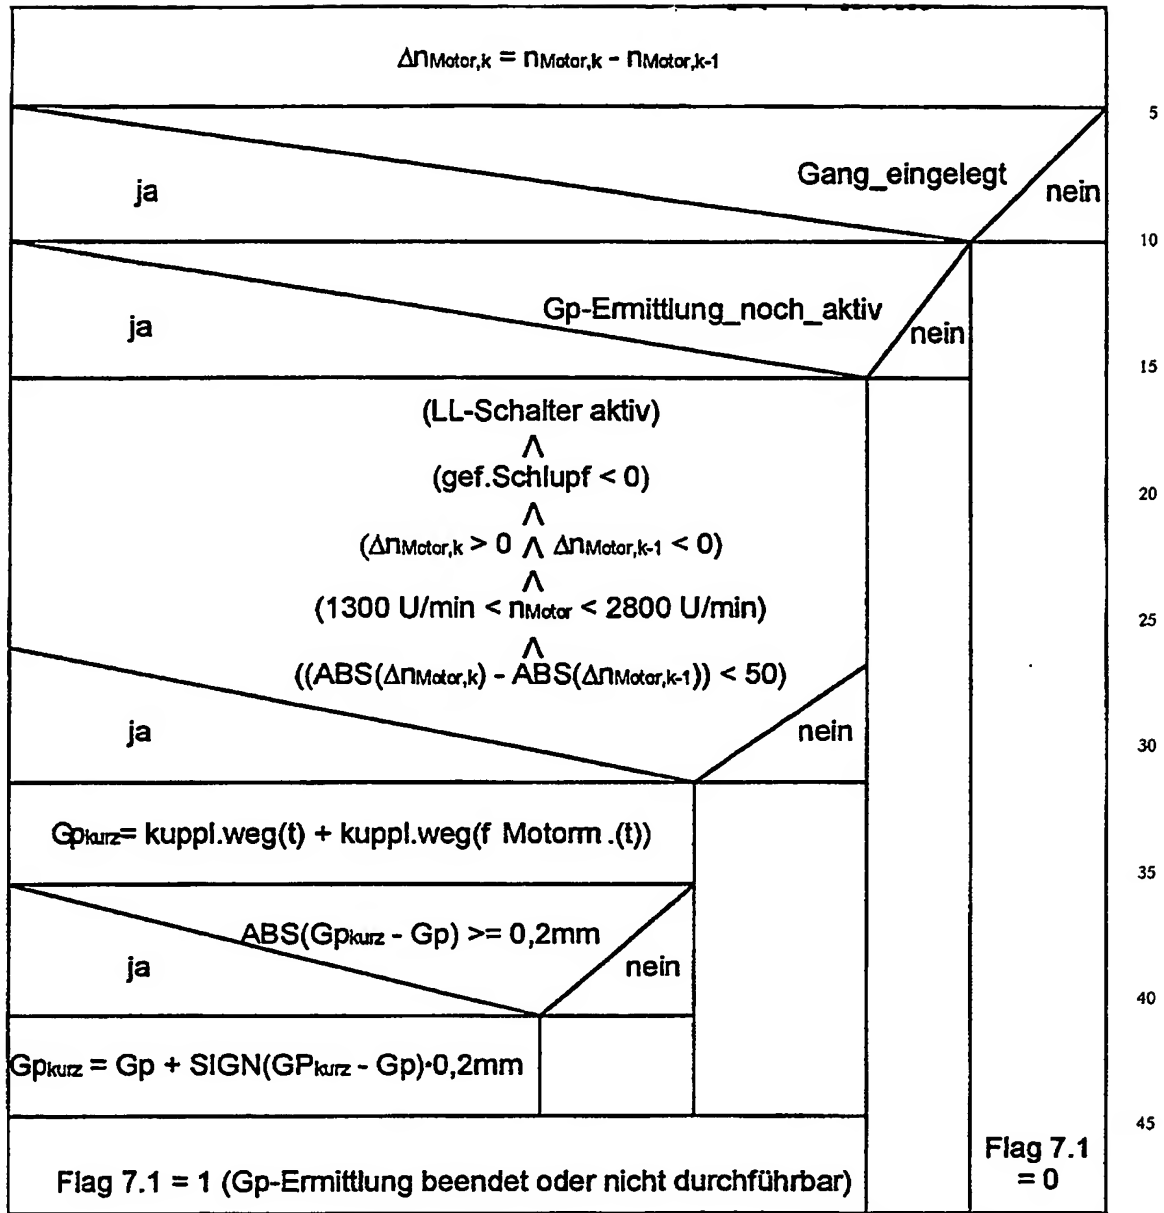 ΔnMotor,k = nMotor,k - nMotor,k-1
5
Gang_eingelegt
ja
nein
10
Gp-Ermittlung_noch_aktiv
ja
nein
15
(LL-Schalter aktiv)
Λ
(gef.Schlupf < 0)
20
Λ
(ΔnMotor,k > 0 Λ ΔnMotor,k-1 < 0)
Λ
(1300 U/min < nMotor < 2800 U/min)
25
Λ
((ABS(ΔnMotor,k) - ABS(ΔnMotor,k-1)) < 50)
ja
nein
30
Gpkurz= kuppl.weg(t) + kuppl.weg(f Motorm .(t))
35
ABS(Gpkurz - Gp) >= 0,2mm
ja
nein
40
Gpkurz = Gp + SIGN(GPkurz - Gp)·0,2mm
45
Flag 7.1 = 1 (Gp-Ermittlung beendet oder nicht durchführbar)
Flag 7.1
= 0